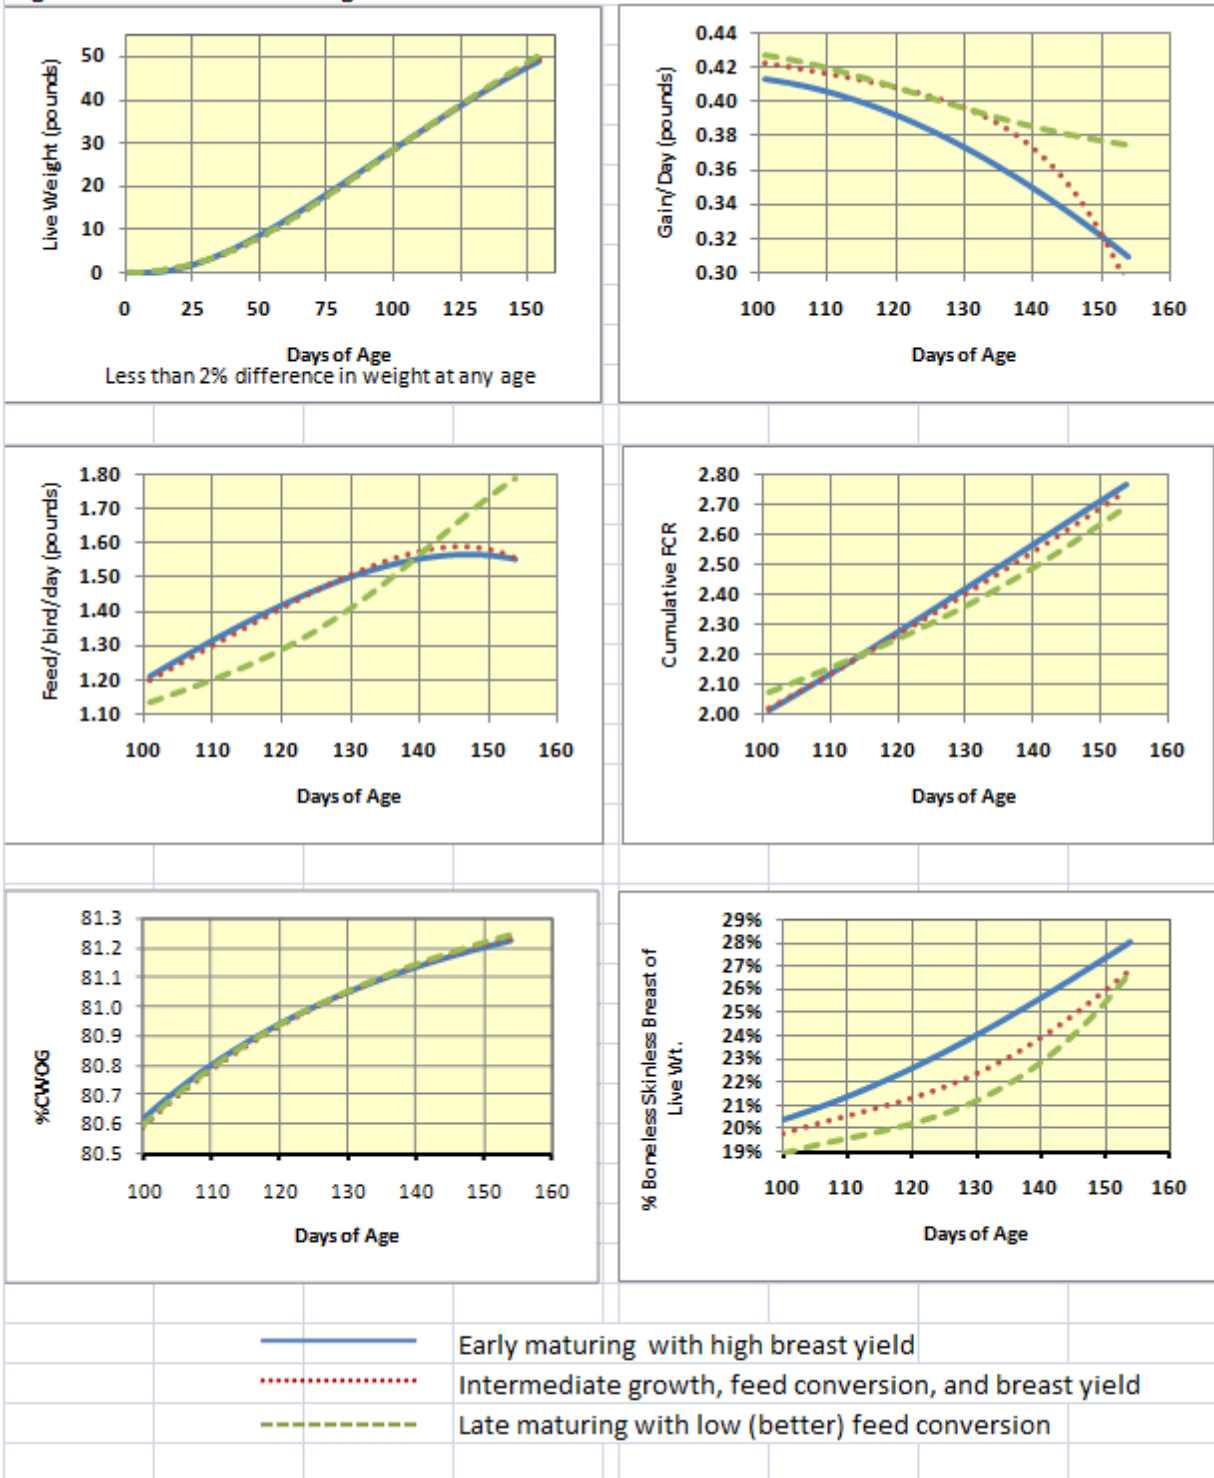 50
40
30
20
10
0
Live Weight (pounds)
0 25 50 75 100 125 150
Days of Age
Less than 2% difference in weight at any age
0.44
0.42
0.40
0.38
0.36
0.34
0.32
0.30
Gain/Day (pounds)
100 110 120 130 140 150 160
Days of Age
1.80
1.70
1.60
1.50
1.40
1.30
1.20
1.10
Feed/bird/day (pounds)
100 110 120 130 140 150 160
Days of Age
2.80
2.70
2.60
2.50
2.40
2.30
2.20
2.10
2.00
Cumulative FCR
100 110 120 130 140 150 160
Days of Age
81.3
81.2
81.1
81.0
80.9
80.8
80.7
80.6
80.5
%CWOG
100 110 120 130 140 150 160
Days of Age
29%
28%
27%
26%
25%
24%
23%
22%
21%
20%
19%
% Boneless Skinless Breast of
Live Wt.
100 110 120 130 140 150 160
Days of Age
Early maturing with high breast yield
Intermediate growth, feed conversion, and breast yield
Late maturing with low (better) feed conversion